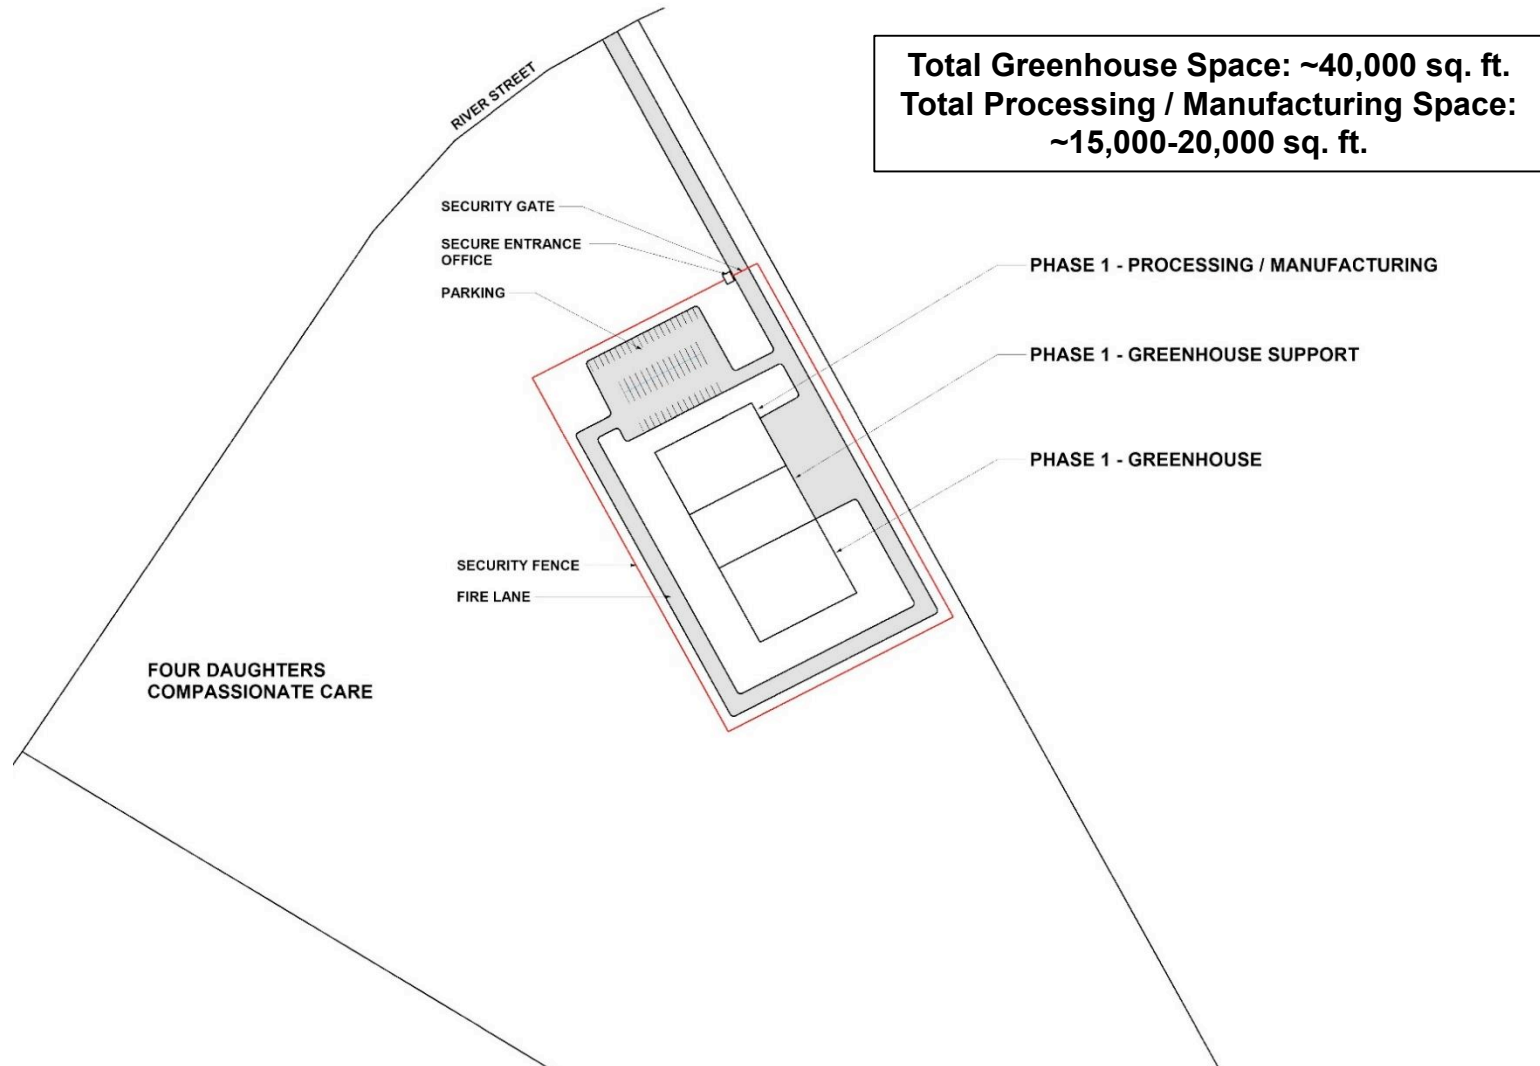 Total Greenhouse Space: ~40,000 sq. ft.
Total Processing / Manufacturing Space:
~15,000-20,000 sq. ft.
RIVER STREET
SECURITY GATE
SECURE ENTRANCE
OFFICE
PARKING
PHASE 1 - PROCESSING / MANUFACTURING
PHASE 1 - GREENHOUSE SUPPORT
PHASE 1 - GREENHOUSE
SECURITY FENCE
FIRE LANE
FOUR DAUGHTERS
COMPASSIONATE CARE